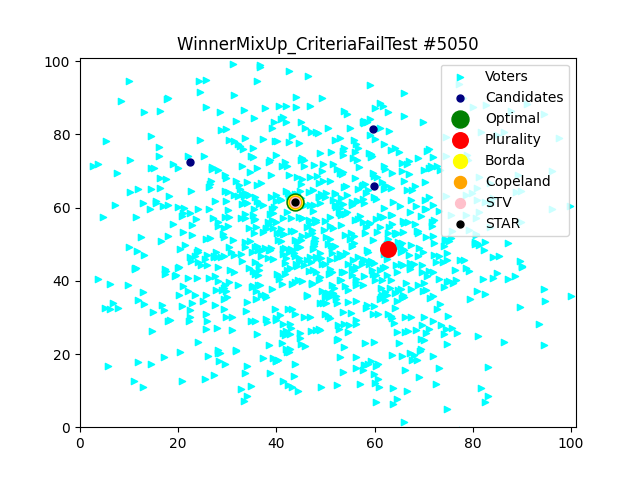 WinnerMixUp_CriteriaFailTest #5050
100
80
60
40
20
0
0 20 40 60 80 100
Voters
Candidates
Optimal
Plurality
Borda
Copeland
STV
STAR